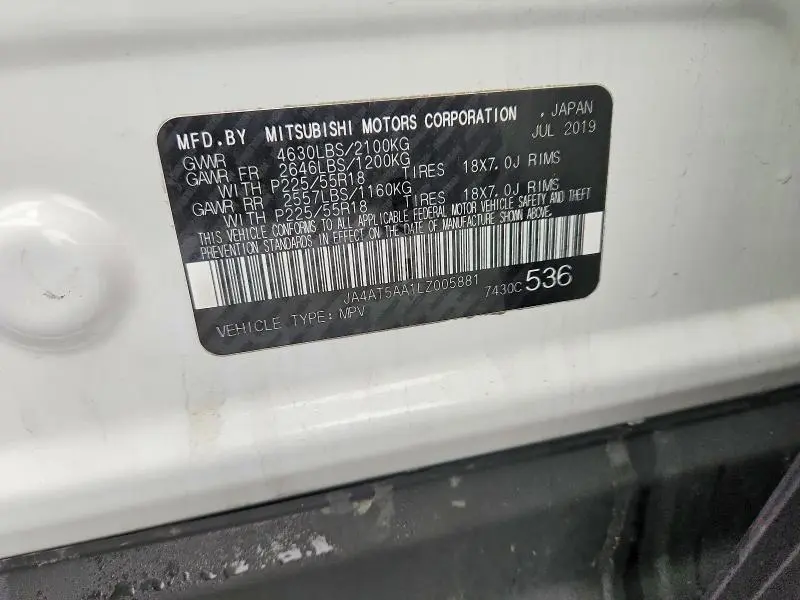 MFD.BY MITSUBISHI MOTORS CORPORATION , JAPAN
JUL 2019
GVWR 4630LBS/2100KG
GAWR FR 2646LBS/1200KG
WITH P225/55R18 TIRES 18X7.0J RIMS
GAWR RR 2557LBS/1160KG
WITH P225/55R18 TIRES 18X7.0J RIMS
THIS VEHICLE CONFORMS TO ALL APPLICABLE FEDERAL MOTOR VEHICLE SAFETY AND THEFT
PREVENTION STANDARDS IN EFFECT ON THE DATE OF MANUFACTURE SHOWN ABOVE.
JA4AT5AA1LZ005881
7430C 536
VEHICLE TYPE: MPV